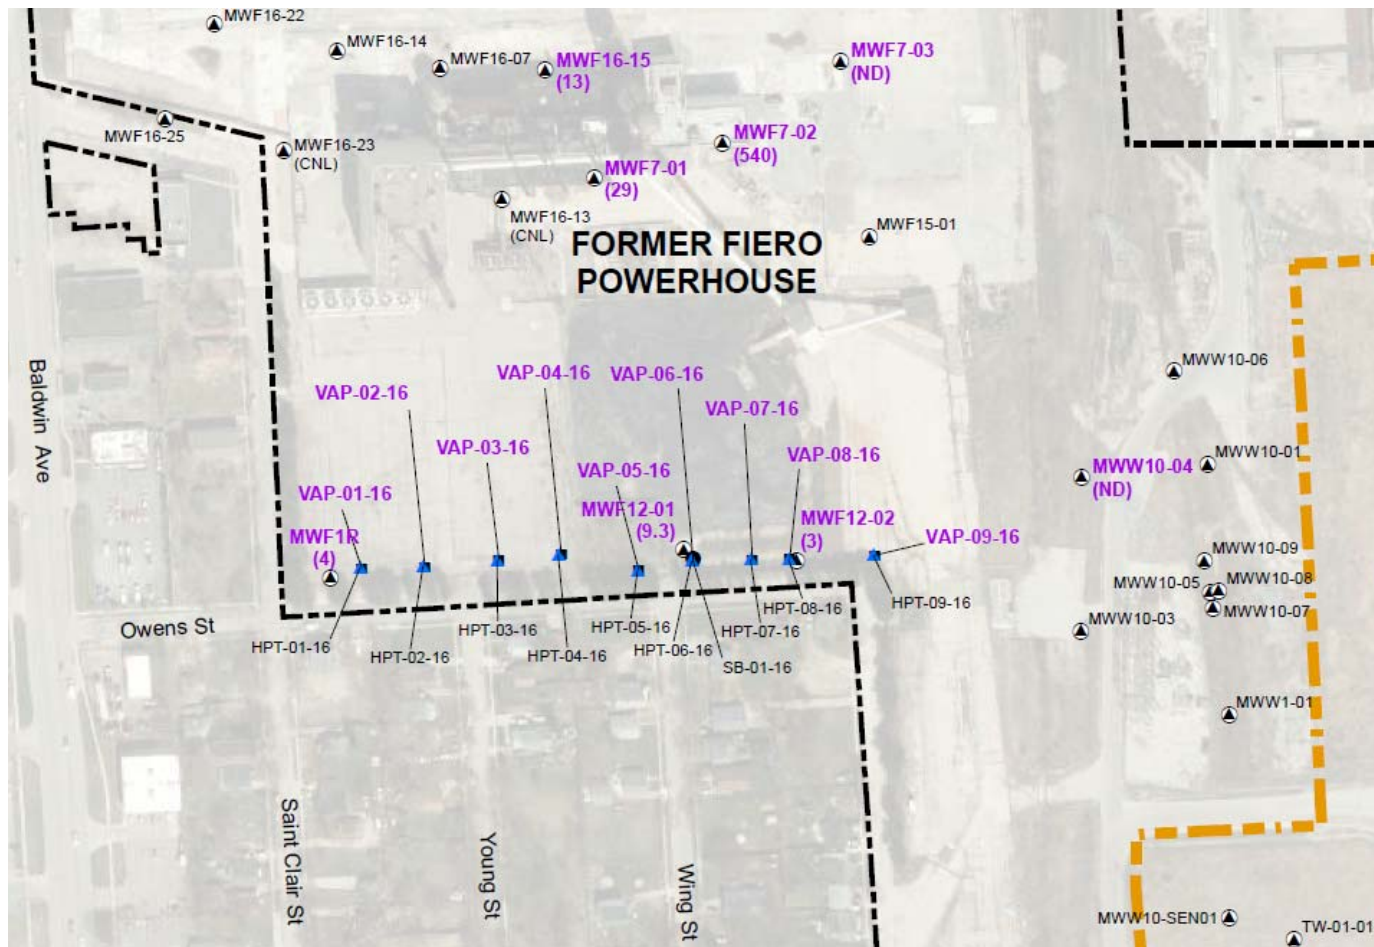 MWF16-22
MWF16-14
MWF16-07
MWF16-15
(13)
MWF7-03
(ND)
MWF16-25
MWF16-23
(CNL)
MWF7-02
(540)
MWF7-01
(29)
MWF16-13
(CNL)
MWF15-01
FORMER FIERO
POWERHOUSE
Baldwin Ave
VAP-01-16
VAP-02-16
VAP-03-16
VAP-04-16
VAP-05-16
VAP-06-16
VAP-07-16
VAP-08-16
VAP-09-16
MWF1R
(4)
MWF12-01
(9.3)
MWF12-02
(3)
MWW10-06
MWW10-01
MWW10-04
(ND)
MWW10-09
MWW10-08
MWW10-05
MWW10-07
MWW10-03
Owens St
HPT-01-16
HPT-02-16
HPT-03-16
HPT-04-16
HPT-05-16
HPT-06-16
SB-01-16
HPT-07-16
HPT-08-16
HPT-09-16
MWW1-01
Saint Clair St
Young St
Wing St
MWW10-SEN01
TW-01-01